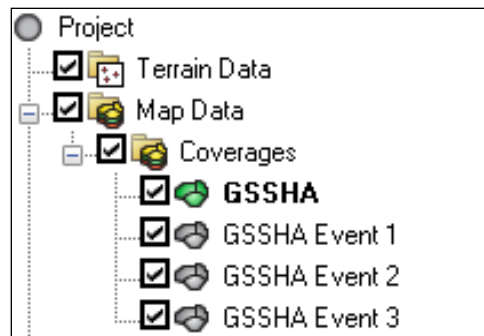 Project
Terrain Data
Map Data
Coverages
GSSHA
GSSHA Event 1
GSSHA Event 2
GSSHA Event 3